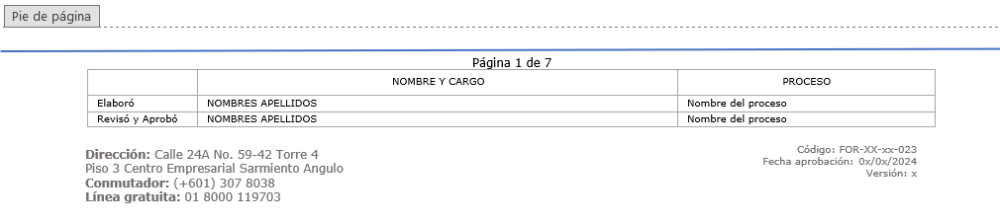 Pie de página
Página 1 de 7
NOMBRE Y CARGO PROCESO
Elaboró NOMBRES APELLIDOS Nombre del proceso
Revisó y Aprobó NOMBRES APELLIDOS Nombre del proceso
Dirección: Calle 24A No. 59-42 Torre 4
Piso 3 Centro Empresarial Sarmiento Angulo
Conmutador: (+601) 307 8038
Línea gratuita: 01 8000 119703
Código: FOR-XX-xx-023
Fecha aprobación: 0x/0x/2024
Versión: x